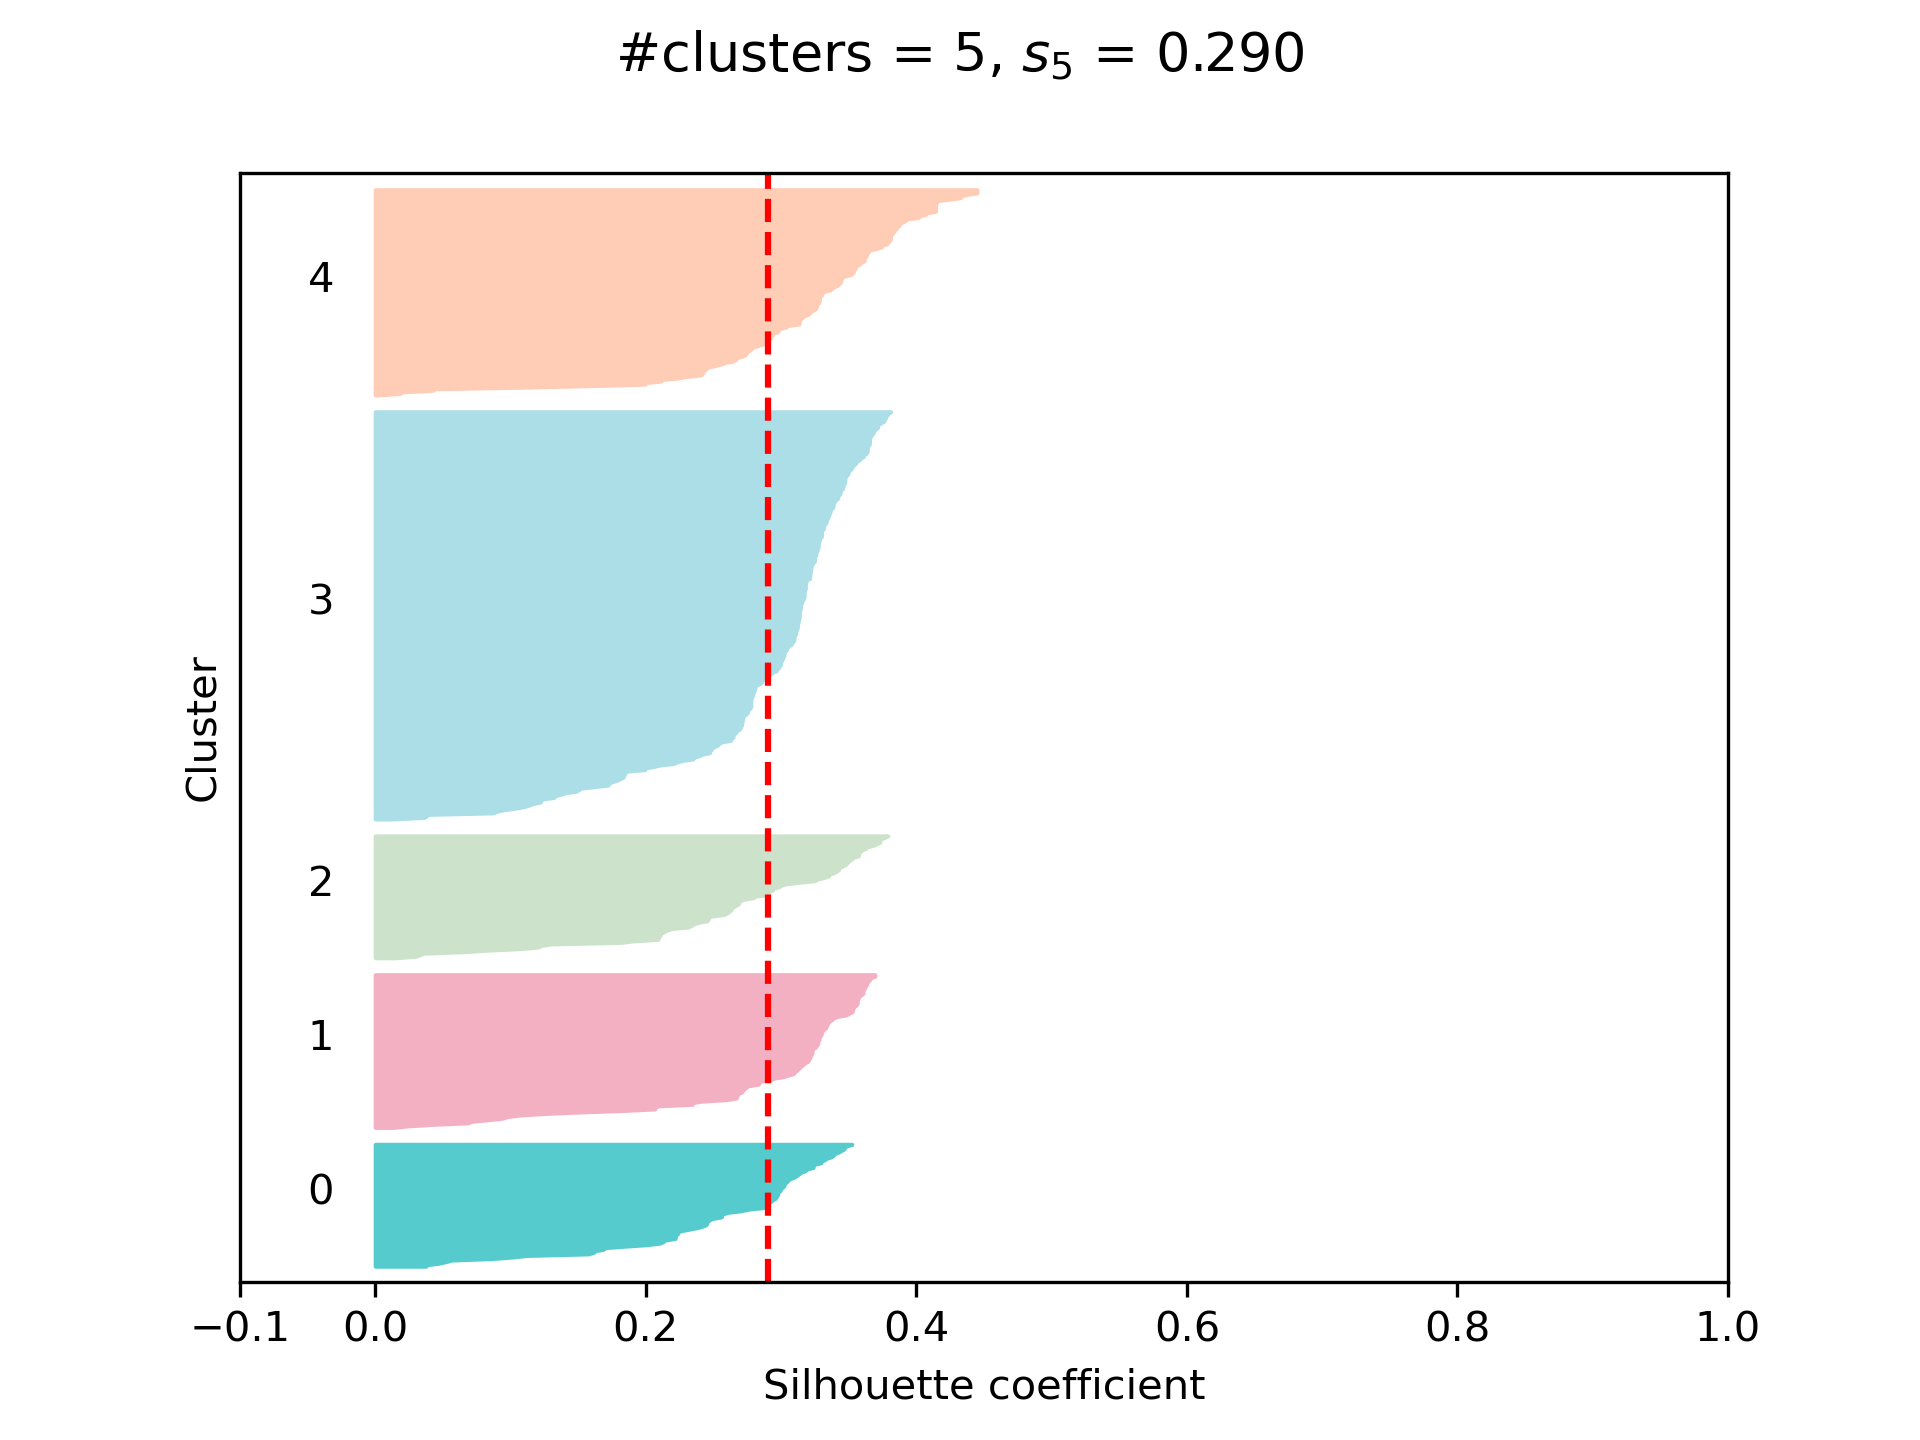 #clusters = 5, s₅ = 0.290
4
3
2
1
0
Cluster
−0.1 0.0 0.2 0.4 0.6 0.8 1.0
Silhouette coefficient